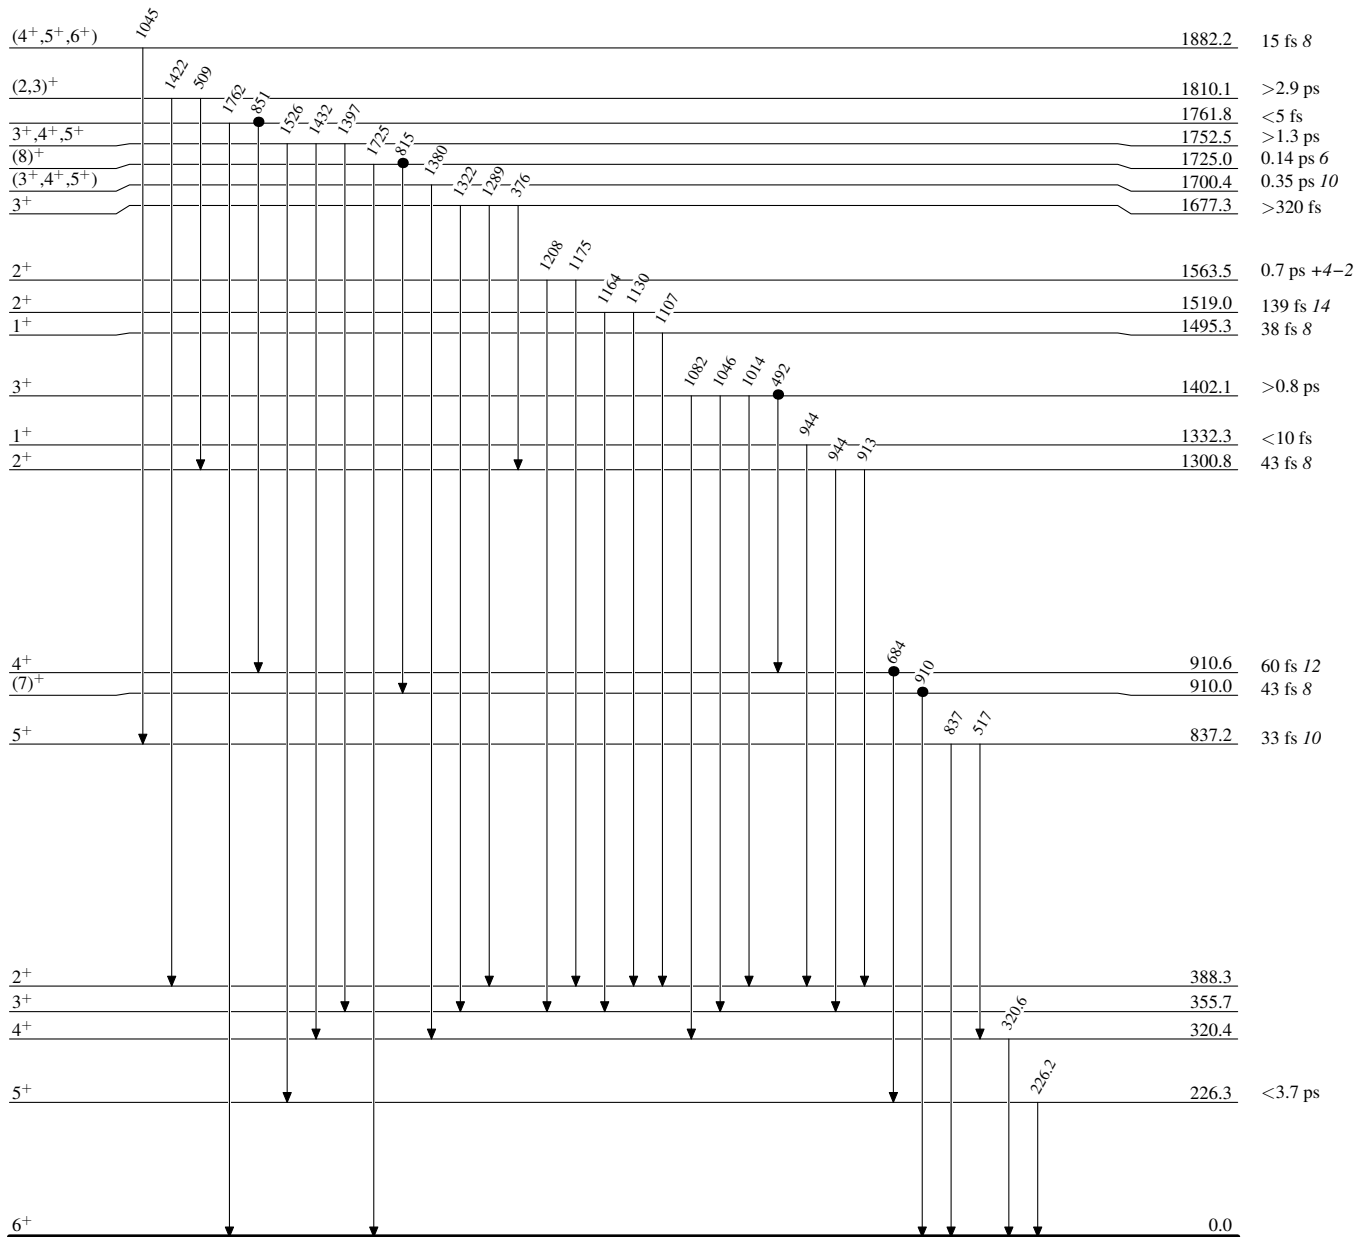 1045
(4+,5+,6+) 1882.2 15 fs 8
1422 509
(2,3)+ 1810.1 >2.9 ps
1762 851
1761.8 <5 fs
1526 1432 1397
3+,4+,5+ 1752.5 >1.3 ps
1725 815
(8)+ 1725.0 0.14 ps 6
1380
(3+,4+,5+) 1700.4 0.35 ps 10
1322 1289 376
3+ 1677.3 >320 fs
1208 1175
2+ 1563.5 0.7 ps +4−2
1164 1130
2+ 1519.0 139 fs 14
1107
1+ 1495.3 38 fs 8
1082 1046 1014 492
3+ 1402.1 >0.8 ps
944
1+ 1332.3 <10 fs
944 913
2+ 1300.8 43 fs 8
684
4+ 910.6 60 fs 12
910
(7)+ 910.0 43 fs 8
837 517
5+ 837.2 33 fs 10
2+ 388.3
3+ 355.7
320.6
4+ 320.4
226.2
5+ 226.3 <3.7 ps
6+ 0.0